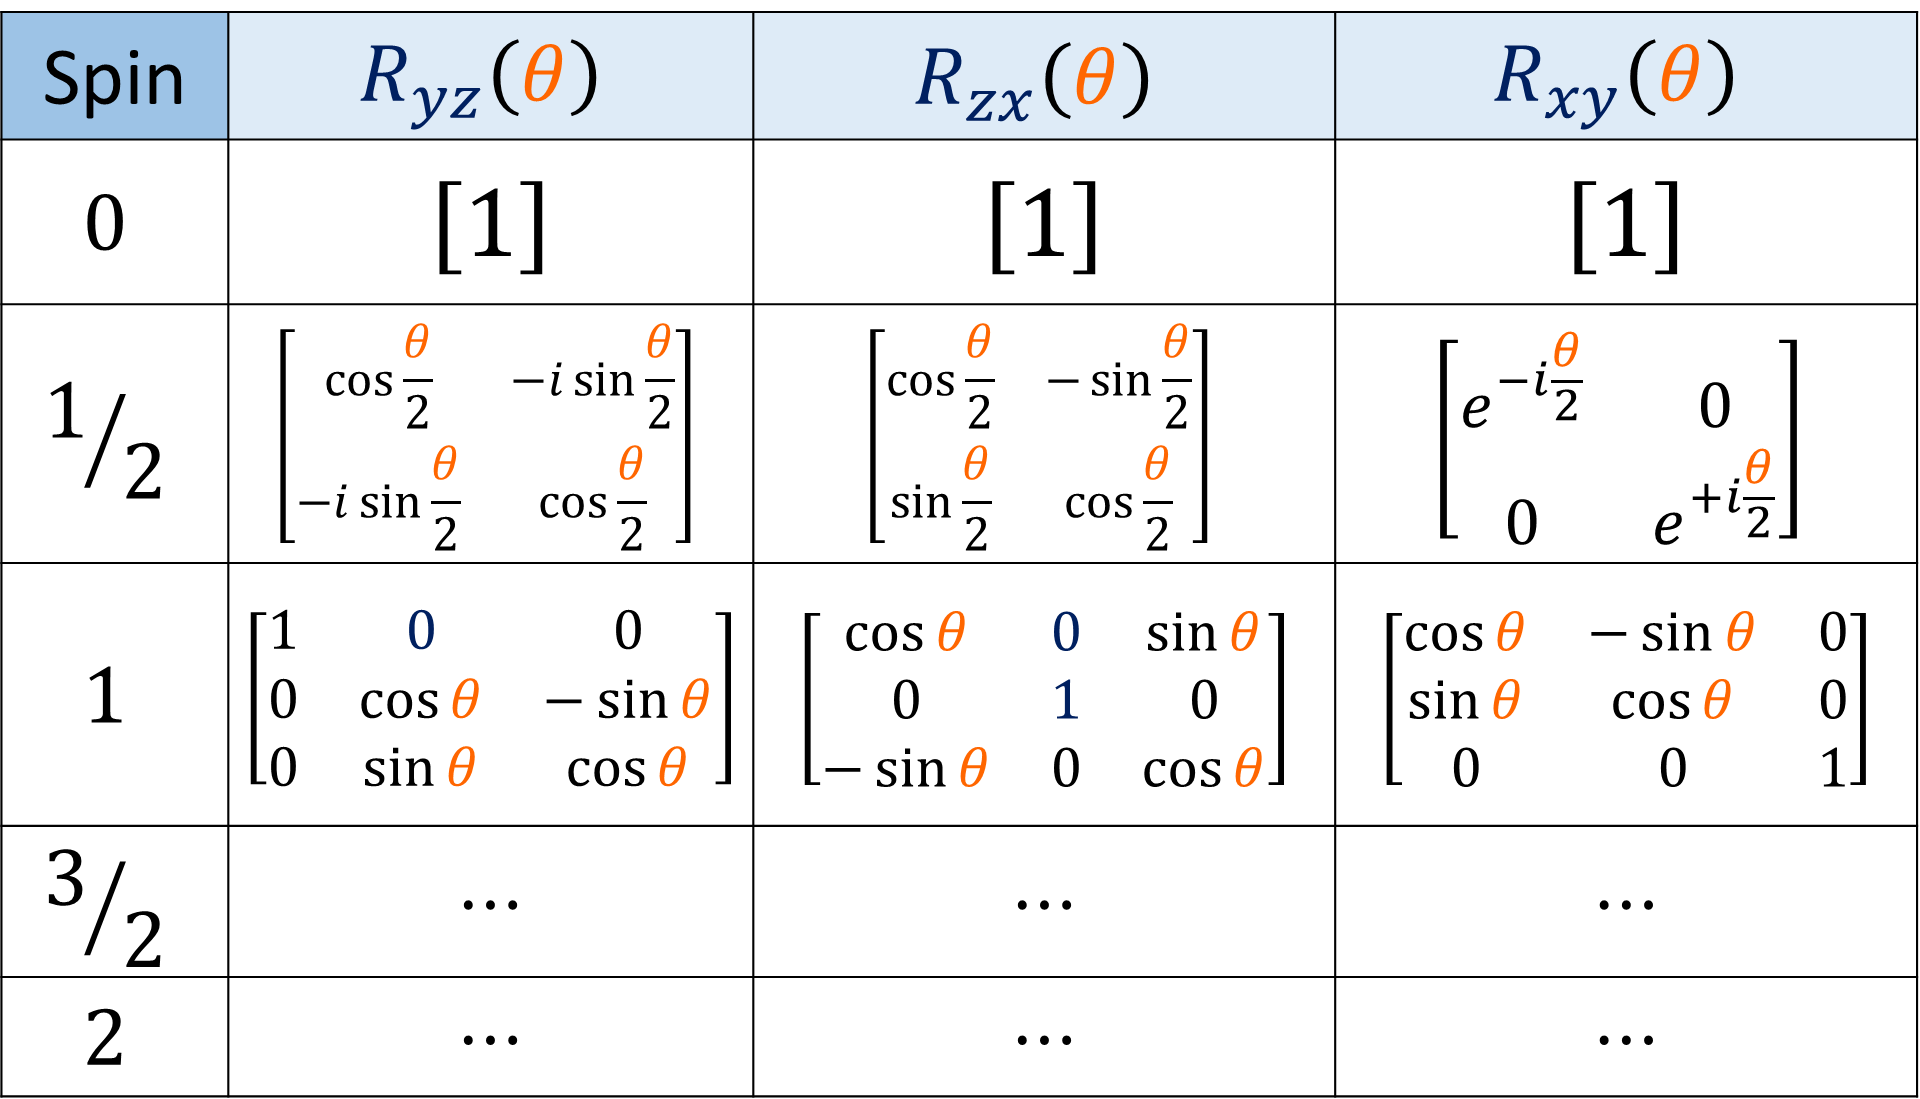 Spin R_yz(θ) R_zx(θ) R_xy(θ)
0 [1] [1] [1]
1/2 [cos θ/2 −i sin θ/2] [cos θ/2 − sin θ/2] [e^(−iθ/2) 0]
[−i sin θ/2 cos θ/2] [sin θ/2 cos θ/2] [0 e^(+iθ/2)]
1 [1 0 0] [cos θ 0 sin θ] [cos θ − sin θ 0]
[0 cos θ − sin θ] [0 1 0] [sin θ cos θ 0]
[0 sin θ cos θ] [− sin θ 0 cos θ] [0 0 1]
3/2 ⋯ ⋯ ⋯
2 ⋯ ⋯ ⋯